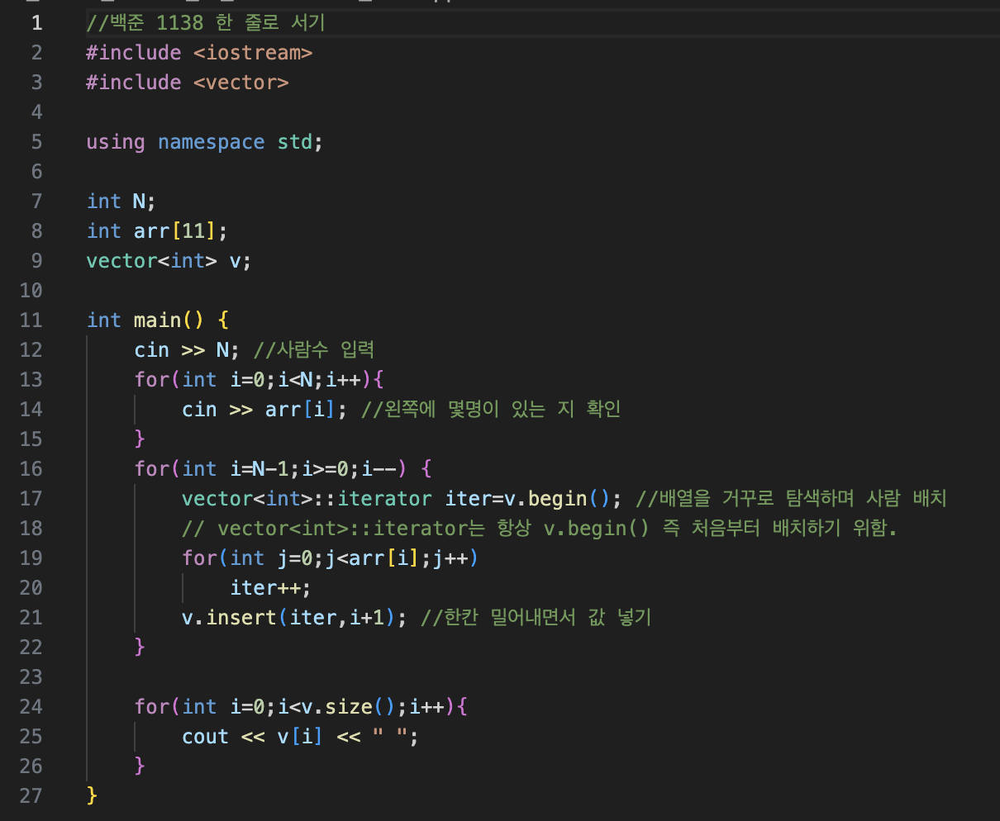 1 //백준 1138 한 줄로 서기
2 #include <iostream>
3 #include <vector>
4
5 using namespace std;
6
7 int N;
8 int arr[11];
9 vector<int> v;
10
11 int main() {
12     cin >> N; //사람수 입력
13     for(int i=0;i<N;i++){
14         cin >> arr[i]; //왼쪽에 몇명이 있는 지 확인
15     }
16     for(int i=N-1;i>=0;i--) {
17         vector<int>::iterator iter=v.begin(); //배열을 거꾸로 탐색하며 사람 배치
18         // vector<int>::iterator는 항상 v.begin() 즉 처음부터 배치하기 위함.
19         for(int j=0;j<arr[i];j++)
20             iter++;
21         v.insert(iter,i+1); //한칸 밀어내면서 값 넣기
22     }
23
24     for(int i=0;i<v.size();i++){
25         cout << v[i] << " ";
26     }
27 }